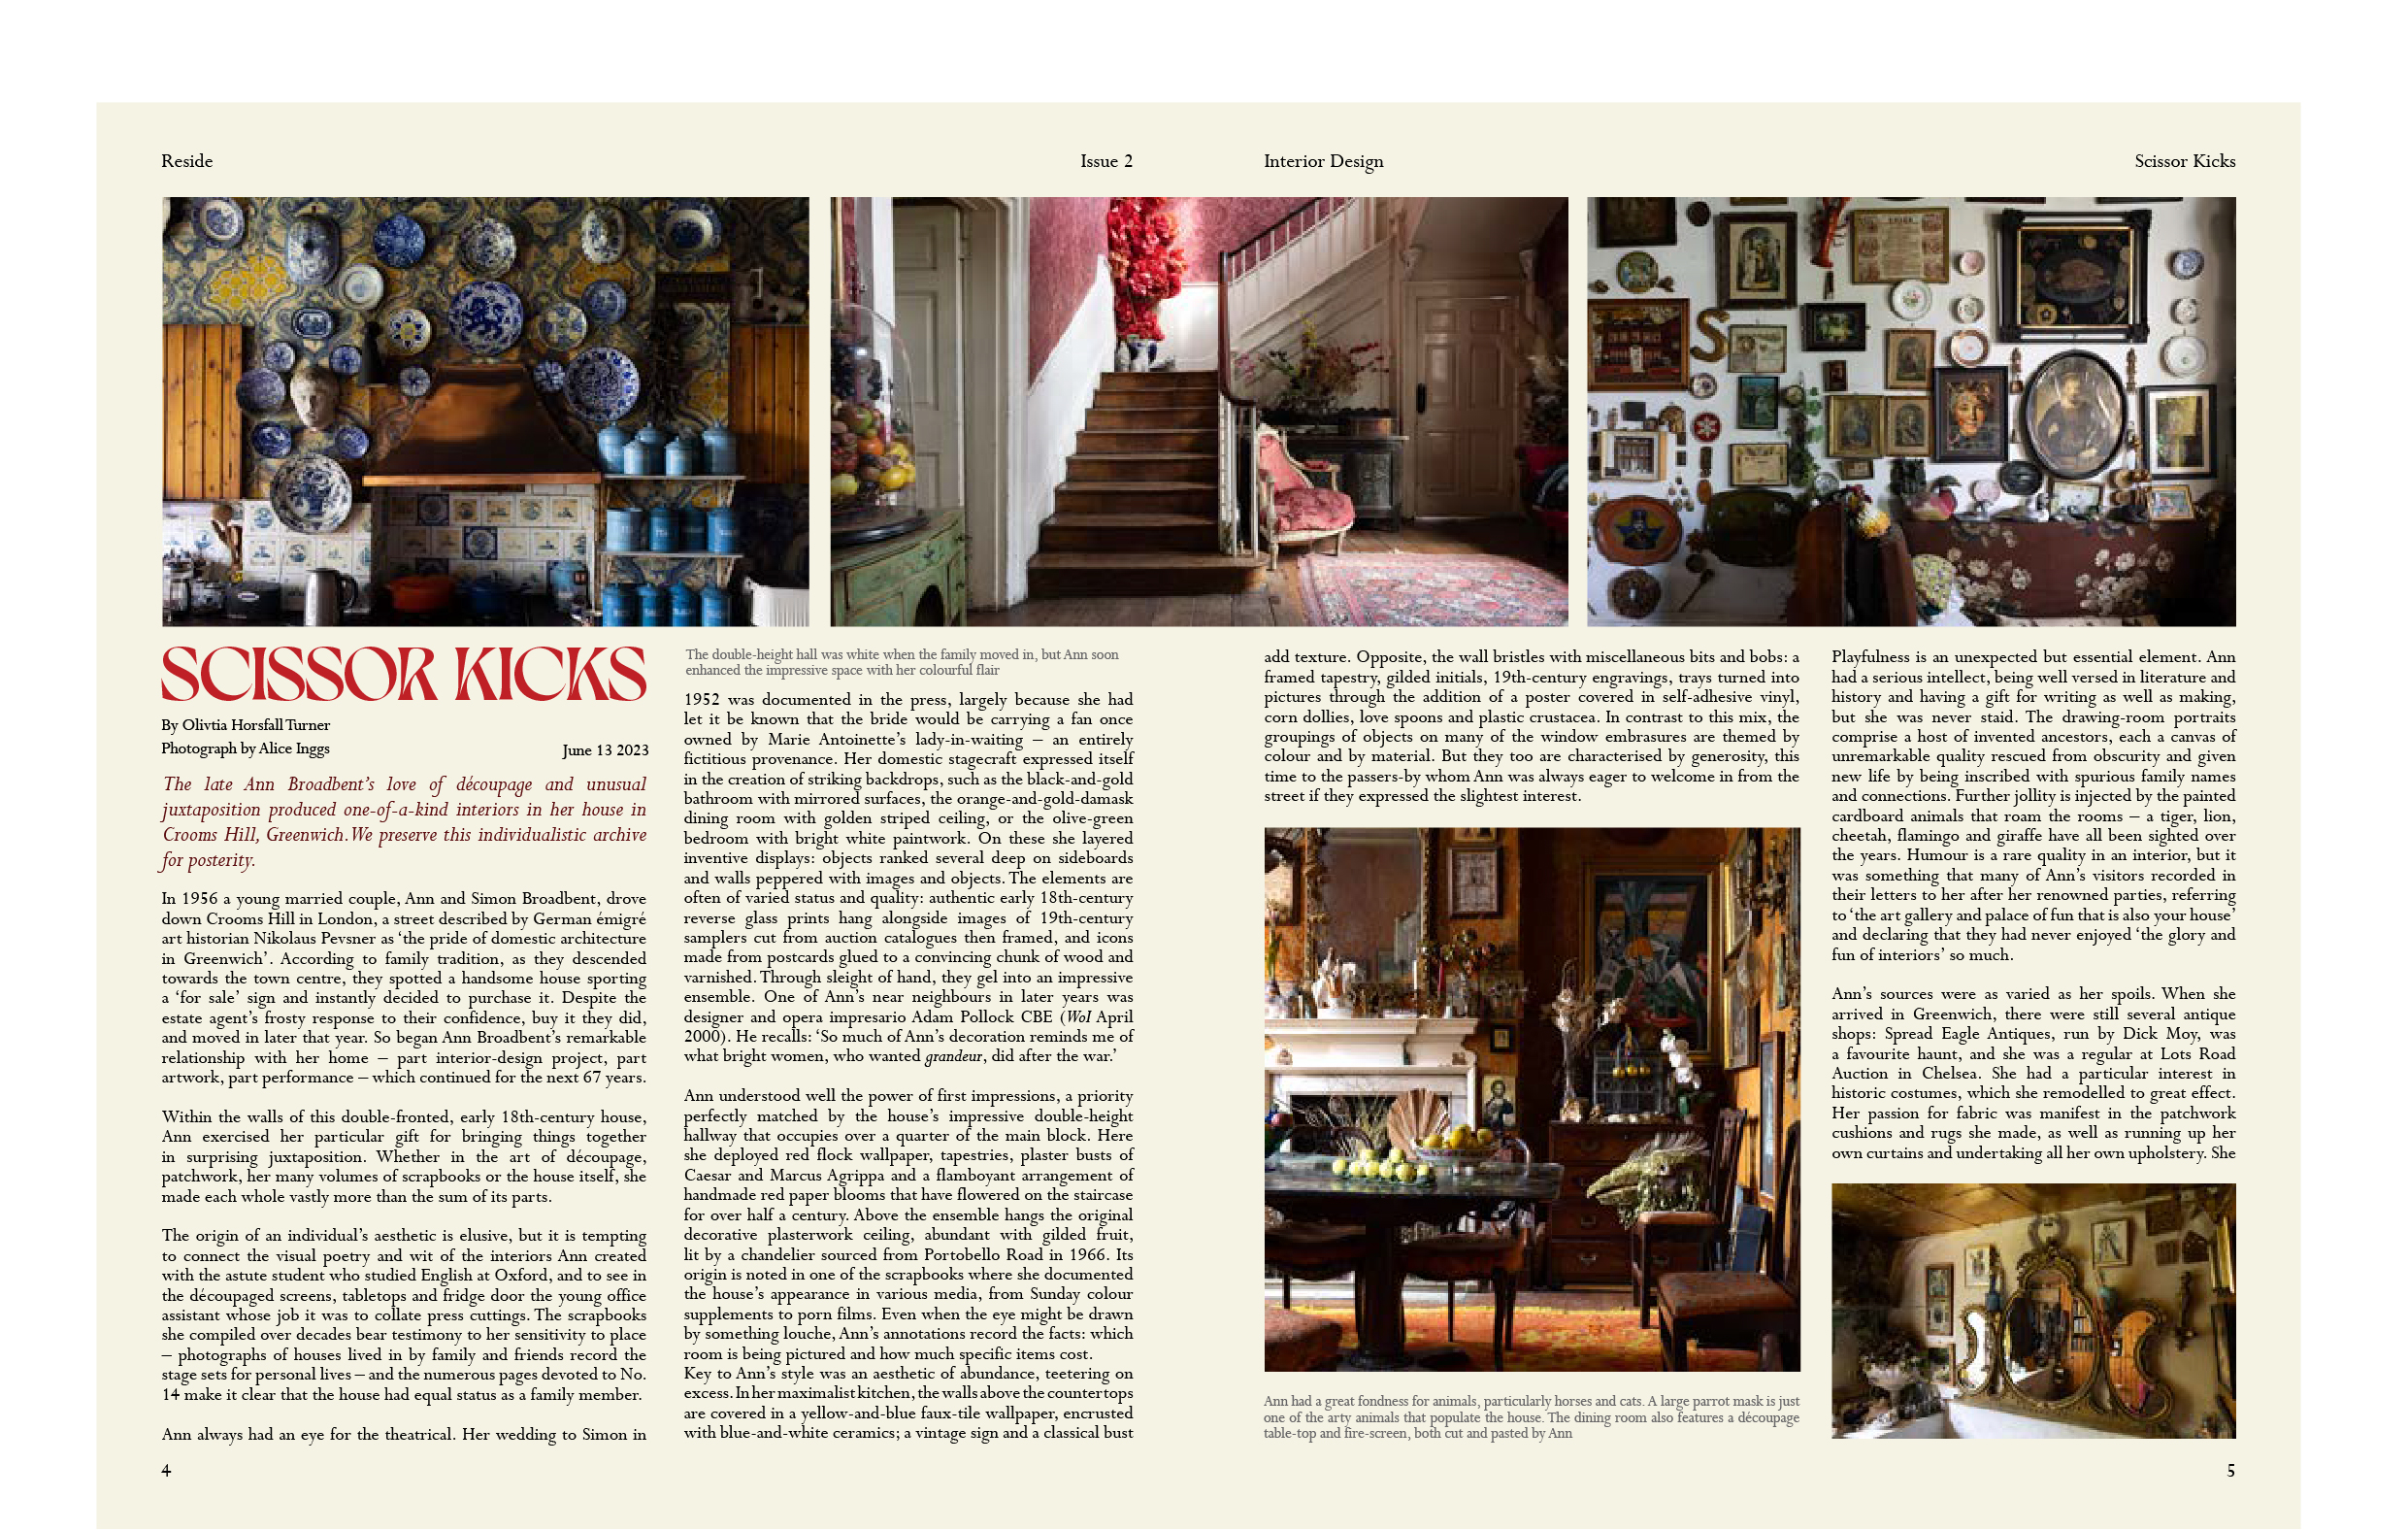 Reside
Issue 2
Interior Design
Scissor Kicks
SCISSOR KICKS
By Olivtia Horsfall Turner
Photograph by Alice Inggs
June 13 2023
The late Ann Broadbent's love of découpage and unusual
juxtaposition produced one-of-a-kind interiors in her house in
Crooms Hill, Greenwich. We preserve this individualistic archive
for posterity.
In 1956 a young married couple, Ann and Simon Broadbent, drove
down Crooms Hill in London, a street described by German émigré
art historian Nikolaus Pevsner as ‘the pride of domestic architecture
in Greenwich’. According to family tradition, as they descended
towards the town centre, they spotted a handsome house sporting
a ‘for sale’ sign and instantly decided to purchase it. Despite the
estate agent’s frosty response to their confidence, buy it they did,
and moved in later that year. So began Ann Broadbent’s remarkable
relationship with her home – part interior-design project, part
artwork, part performance – which continued for the next 67 years.
Within the walls of this double-fronted, early 18th-century house,
Ann exercised her particular gift for bringing things together
in surprising juxtaposition. Whether in the art of découpage,
patchwork, her many volumes of scrapbooks or the house itself, she
made each whole vastly more than the sum of its parts.
The origin of an individual’s aesthetic is elusive, but it is tempting
to connect the visual poetry and wit of the interiors Ann created
with the astute student who studied English at Oxford, and to see in
the découpaged screens, tabletops and fridge door the young office
assistant whose job it was to collate press cuttings. The scrapbooks
she compiled over decades bear testimony to her sensitivity to place
– photographs of houses lived in by family and friends record the
stage sets for personal lives – and the numerous pages devoted to No.
14 make it clear that the house had equal status as a family member.
Ann always had an eye for the theatrical. Her wedding to Simon in
The double-height hall was white when the family moved in, but Ann soon
enhanced the impressive space with her colourful flair
1952 was documented in the press, largely because she had
let it be known that the bride would be carrying a fan once
owned by Marie Antoinette’s lady-in-waiting – an entirely
fictitious provenance. Her domestic stagecraft expressed itself
in the creation of striking backdrops, such as the black-and-gold
bathroom with mirrored surfaces, the orange-and-gold-damask
dining room with golden striped ceiling, or the olive-green
bedroom with bright white paintwork. On these she layered
inventive displays: objects ranked several deep on sideboards
and walls peppered with images and objects. The elements are
often of varied status and quality: authentic early 18th-century
reverse glass prints hang alongside images of 19th-century
samplers cut from auction catalogues then framed, and icons
made from postcards glued to a convincing chunk of wood and
varnished. Through sleight of hand, they gel into an impressive
ensemble. One of Ann’s near neighbours in later years was
designer and opera impresario Adam Pollock CBE (WoI April
2000). He recalls: ‘So much of Ann’s decoration reminds me of
what bright women, who wanted grandeur, did after the war.’
Ann understood well the power of first impressions, a priority
perfectly matched by the house’s impressive double-height
hallway that occupies over a quarter of the main block. Here
she deployed red flock wallpaper, tapestries, plaster busts of
Caesar and Marcus Agrippa and a flamboyant arrangement of
handmade red paper blooms that have flowered on the staircase
for over half a century. Above the ensemble hangs the original
decorative plasterwork ceiling, abundant with gilded fruit,
lit by a chandelier sourced from Portobello Road in 1966. Its
origin is noted in one of the scrapbooks where she documented
the house’s appearance in various media, from Sunday colour
supplements to porn films. Even when the eye might be drawn
by something louche, Ann’s annotations record the facts: which
room is being pictured and how much specific items cost.
Key to Ann’s style was an aesthetic of abundance, teetering on
excess. In her maximalist kitchen, the walls above the countertops
are covered in a yellow-and-blue faux-tile wallpaper, encrusted
with blue-and-white ceramics; a vintage sign and a classical bust
add texture. Opposite, the wall bristles with miscellaneous bits and bobs: a
framed tapestry, gilded initials, 19th-century engravings, trays turned into
pictures through the addition of a poster covered in self-adhesive vinyl,
corn dollies, love spoons and plastic crustacea. In contrast to this mix, the
groupings of objects on many of the window embrasures are themed by
colour and by material. But they too are characterised by generosity, this
time to the passers-by whom Ann was always eager to welcome in from the
street if they expressed the slightest interest.
Ann had a great fondness for animals, particularly horses and cats. A large parrot mask is just
one of the arty animals that populate the house. The dining room also features a découpage
table-top and fire-screen, both cut and pasted by Ann
Playfulness is an unexpected but essential element. Ann
had a serious intellect, being well versed in literature and
history and having a gift for writing as well as making,
but she was never staid. The drawing-room portraits
comprise a host of invented ancestors, each a canvas of
unremarkable quality rescued from obscurity and given
new life by being inscribed with spurious family names
and connections. Further jollity is injected by the painted
cardboard animals that roam the rooms – a tiger, lion,
cheetah, flamingo and giraffe have all been sighted over
the years. Humour is a rare quality in an interior, but it
was something that many of Ann’s visitors recorded in
their letters to her after her renowned parties, referring
to ‘the art gallery and palace of fun that is also your house’
and declaring that they had never enjoyed ‘the glory and
fun of interiors’ so much.
Ann’s sources were as varied as her spoils. When she
arrived in Greenwich, there were still several antique
shops: Spread Eagle Antiques, run by Dick Moy, was
a favourite haunt, and she was a regular at Lots Road
Auction in Chelsea. She had a particular interest in
historic costumes, which she remodelled to great effect.
Her passion for fabric was manifest in the patchwork
cushions and rugs she made, as well as running up her
own curtains and undertaking all her own upholstery. She
4
5